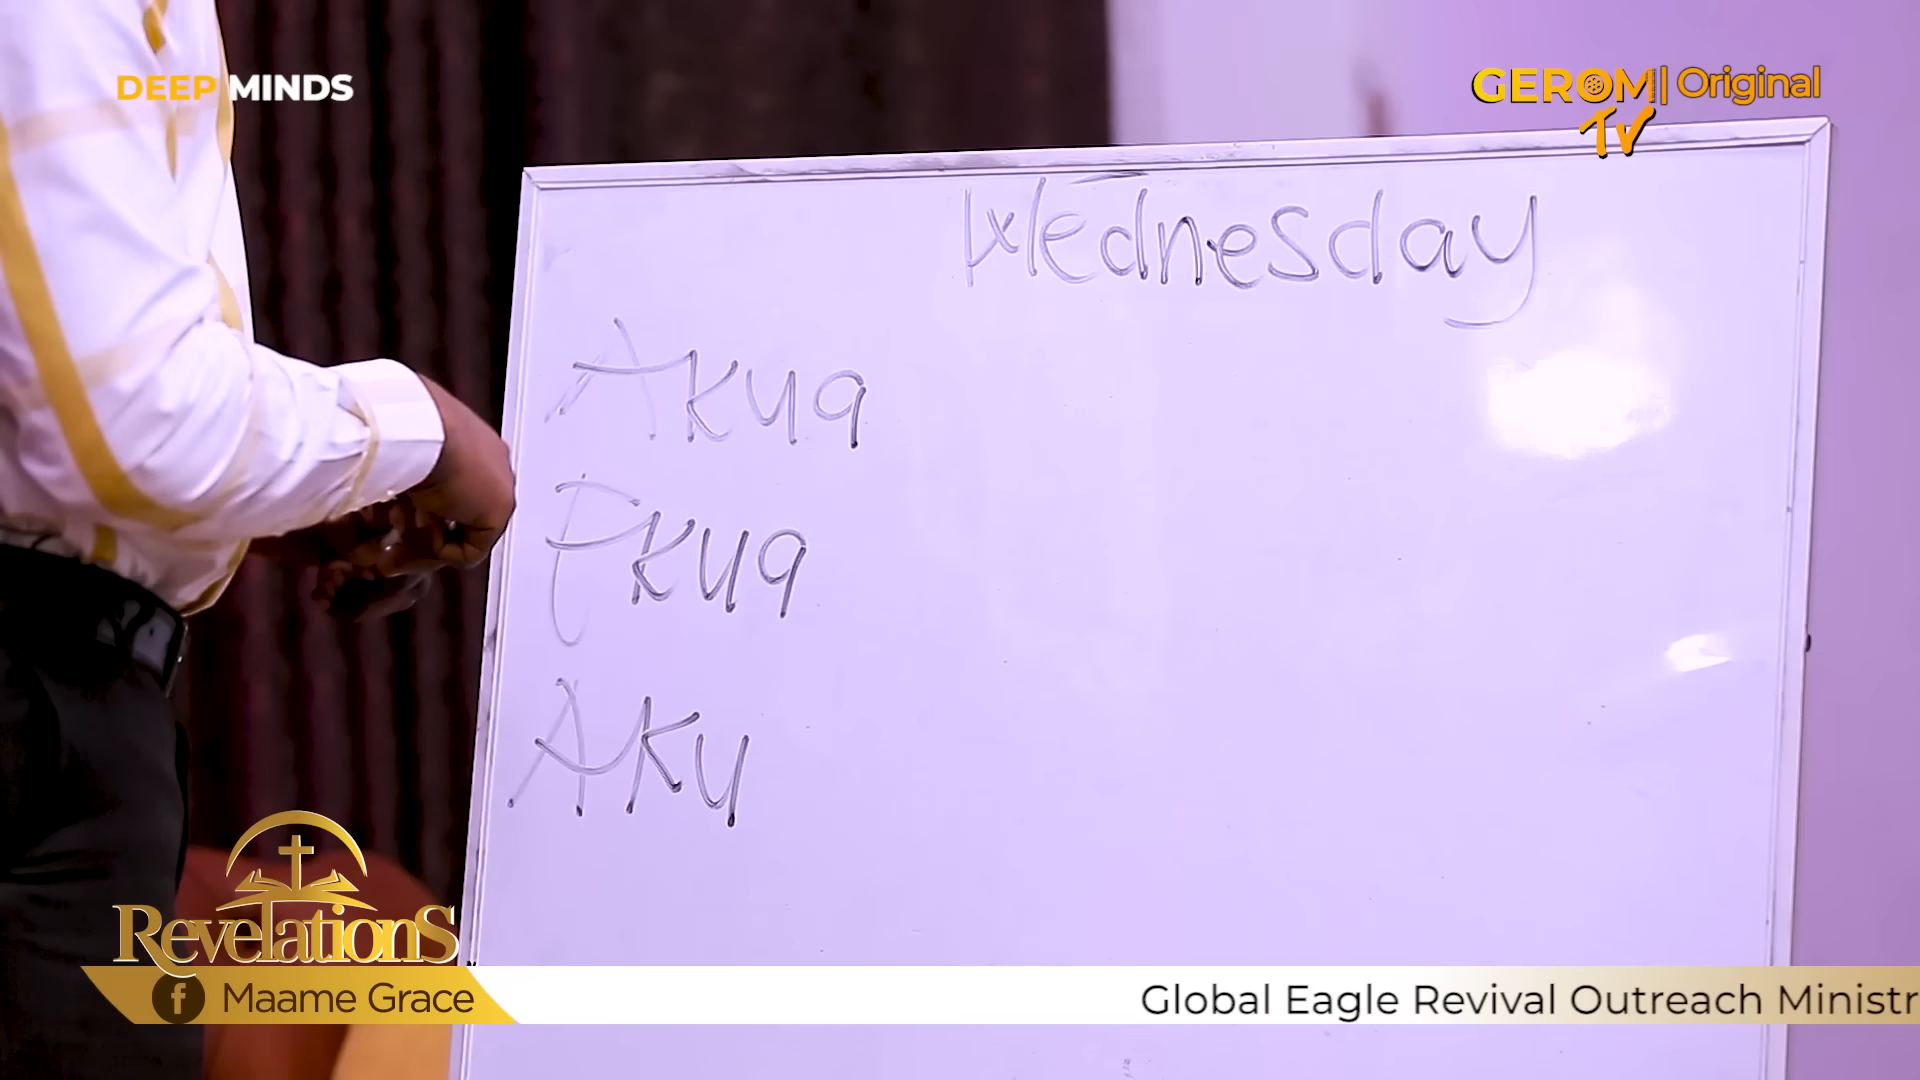 DEEP MINDS
GEROM TV | Original
Wednesday
Akua
Ekua
Aku
Revelations
f Maame Grace
Global Eagle Revival Outreach Ministr